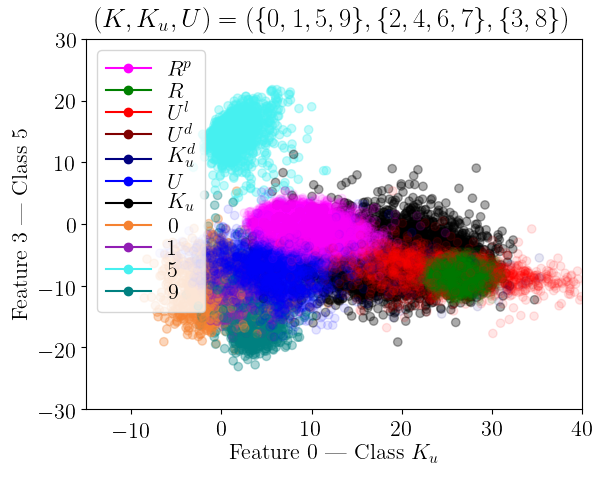 (K, K_u, U) = ({0, 1, 5, 9}, {2, 4, 6, 7}, {3, 8})
30
20
10
0
−10
−20
−30
Feature 3 — Class 5
R^p
R
U^l
U^d
K_u^d
U
K_u
0
1
5
9
−10 0 10 20 30 40
Feature 0 — Class K_u